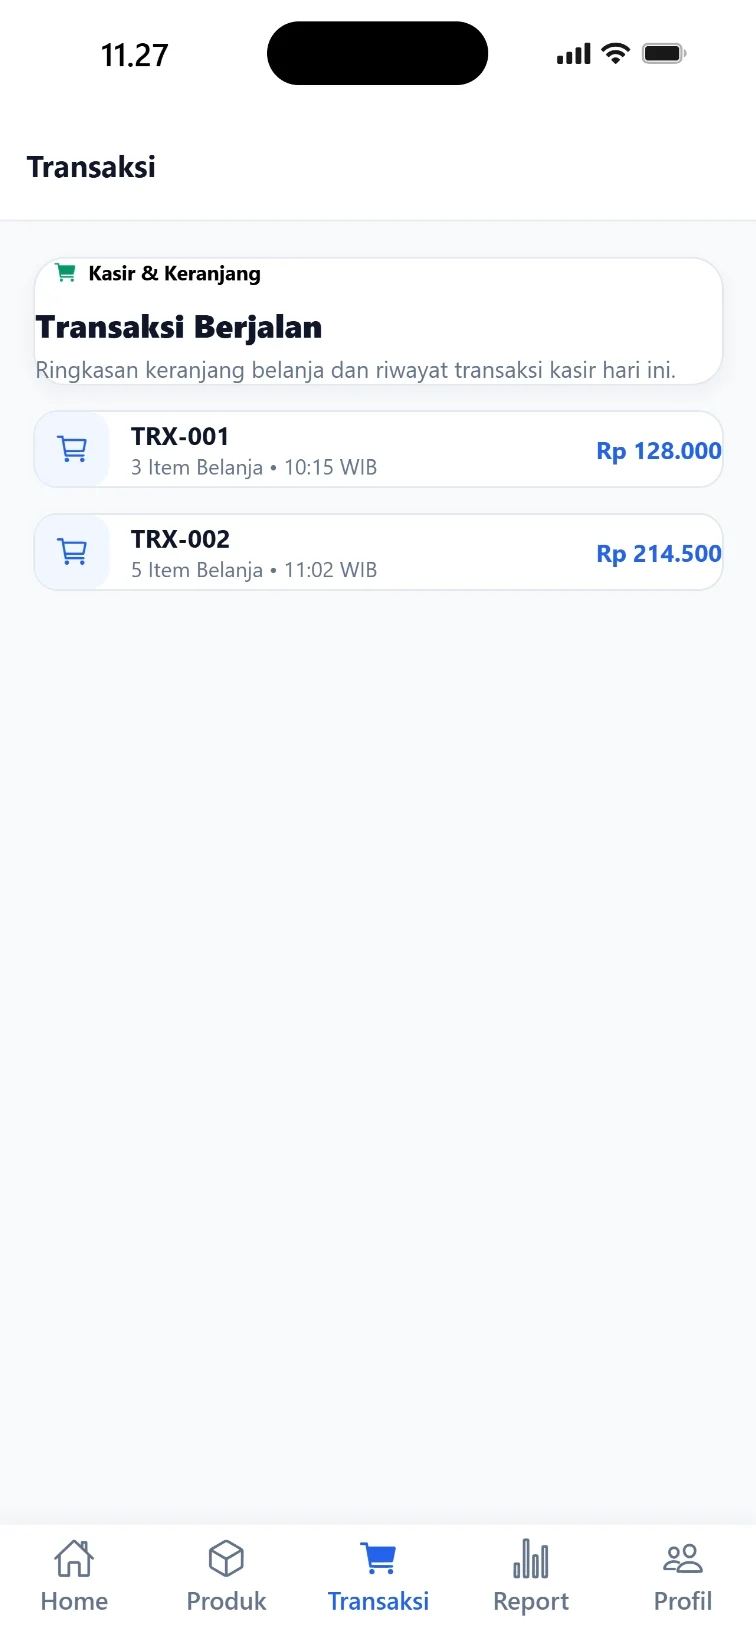 11.27
Transaksi
Kasir & Keranjang
Transaksi Berjalan
Ringkasan keranjang belanja dan riwayat transaksi kasir hari ini.
TRX-001
3 Item Belanja • 10:15 WIB
Rp 128.000
TRX-002
5 Item Belanja • 11:02 WIB
Rp 214.500
Home
Produk
Transaksi
Report
Profil